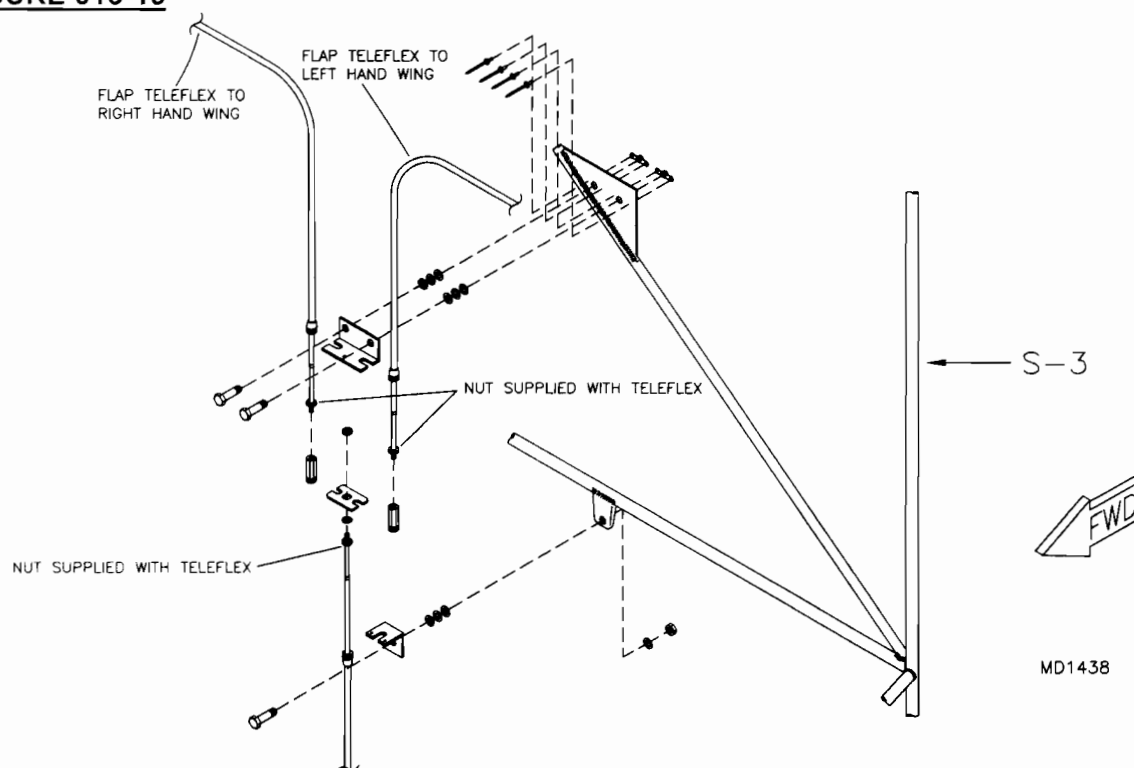 FLAP TELEFLEX TO
LEFT HAND WING
FLAP TELEFLEX TO
RIGHT HAND WING
S-3
NUT SUPPLIED WITH TELEFLEX
FWD
NUT SUPPLIED WITH TELEFLEX
MD1438